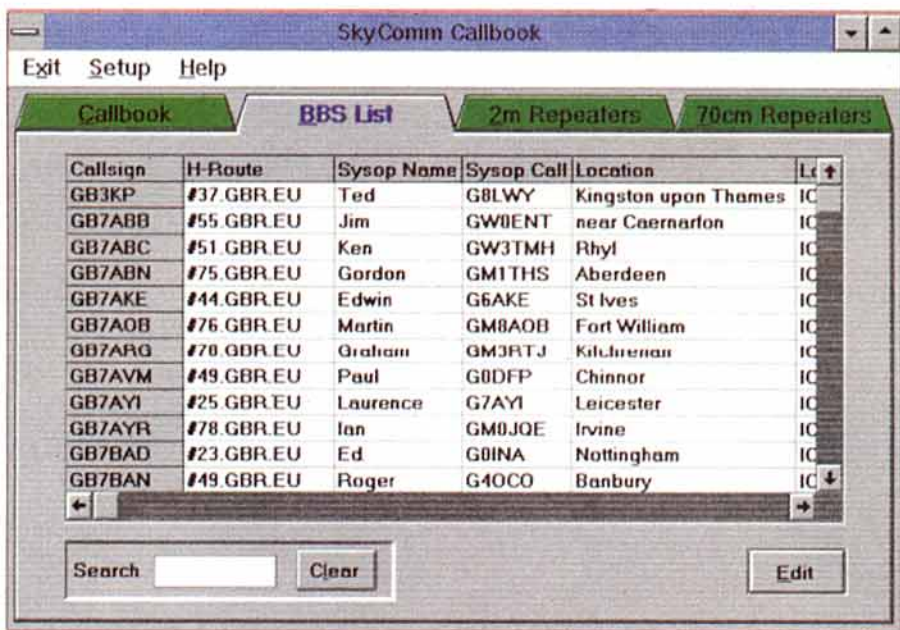 SkyComm Callbook
Exit Setup Help
Callbook BBS List 2m Repeaters 70cm Repeaters
Callsign H-Route Sysop Name Sysop Call Location
GB3KP #37.GBR.EU Ted G8LWY Kingston upon Thames
GB7ABB #55.GBR.EU Jim GW0ENT near Caernarfon
GB7ABC #51.GBR.EU Ken GW3TMH Rhyl
GB7ABN #75.GBR.EU Gordon GM1THS Aberdeen
GB7AKE #44.GBR.EU Edwin G6AKE St Ives
GB7AOB #76.GBR.EU Martin GM8AOB Fort William
GB7ARG #78.GBR.EU Graham GM3RTJ
GB7AVM #49.GBR.EU Paul G0DFP Chinnor
GB7AYI #25.GBR.EU Laurence G7AYI Leicester
GB7AYR #78.GBR.EU Ian GM0JQE Irvine
GB7BAD #23.GBR.EU Ed G0INA Nottingham
GB7BAN #49.GBR.EU Roger G4OCO Banbury
Search Clear Edit